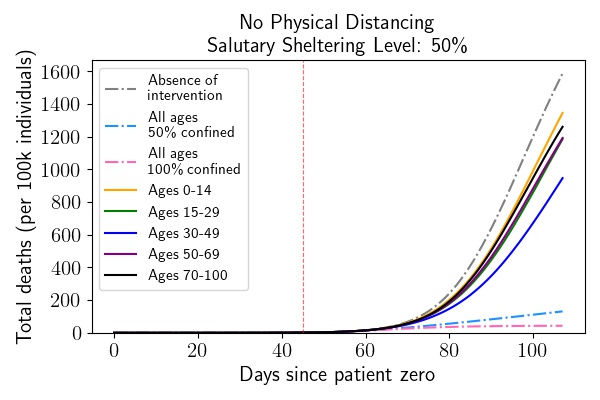 No Physical Distancing
Salutary Sheltering Level: 50%
Total deaths (per 100k individuals)
1600
1400
1200
1000
800
600
400
200
0
Absence of
intervention
All ages
50% confined
All ages
100% confined
Ages 0-14
Ages 15-29
Ages 30-49
Ages 50-69
Ages 70-100
0 20 40 60 80 100
Days since patient zero